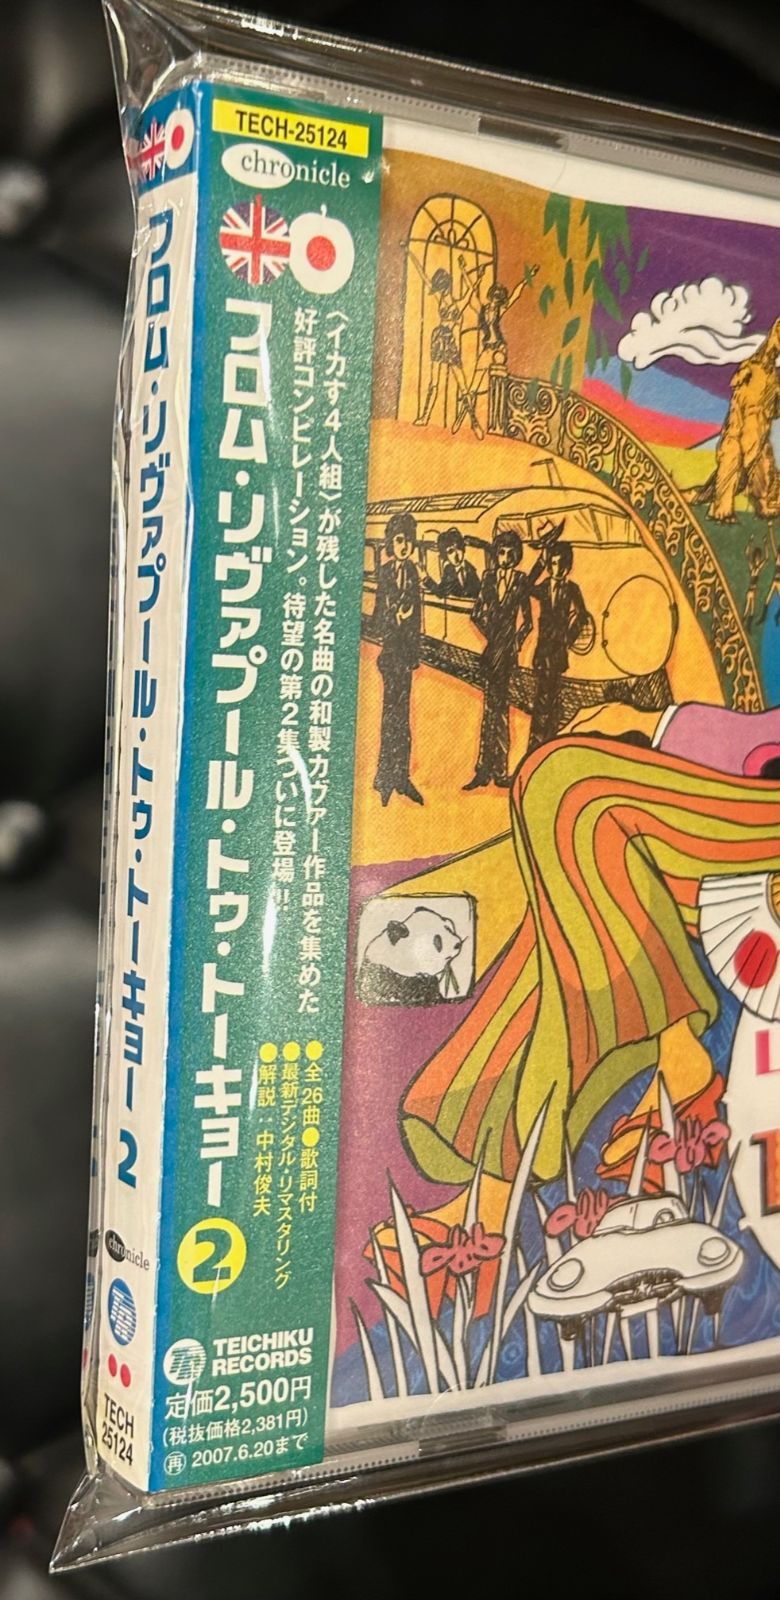 TECH-25124
chronicle
フロム・リヴァプール・トゥ・トーキョー
2
〈イカす4人組〉が残した名曲の和製カヴァー作品を集めた
好評コンピレーション。待望の第2集ついに登場!!
●全26曲●歌詞付
●最新デジタル・リマスタリング
●解説:中村俊夫
TEICHIKU
RECORDS
定価2,500円
(税抜価格2,381円)
再 2007.6.20まで
フロム・リヴァプール・トゥ・トーキョー 2
chronicle
TECH
25124